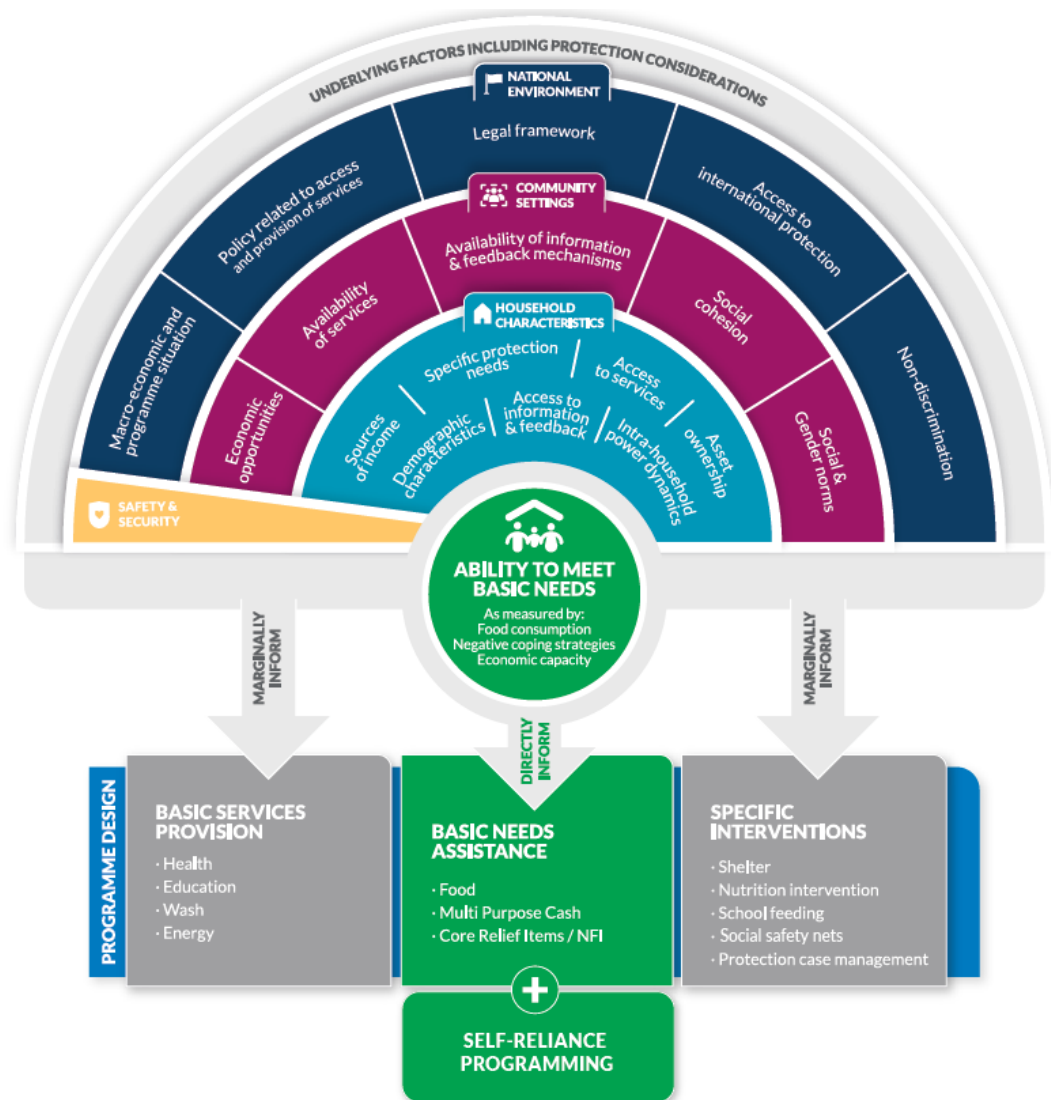 UNDERLYING FACTORS INCLUDING PROTECTION CONSIDERATIONS
NATIONAL
ENVIRONMENT
Macro-economic and
programme situation
Policy related to access
and provision of services
Legal framework
Access to
international protection
Non-discrimination
COMMUNITY
SETTINGS
Economic
opportunities
Availability
of services
Availability of information
& feedback mechanisms
Social
cohesion
Social &
Gender norms
HOUSEHOLD
CHARACTERISTICS
Sources
of income
Demographic
characteristics
Specific protection
needs
Access to
information
& feedback
Access
to services
Intra-household
power dynamics
Asset
ownership
SAFETY &
SECURITY
ABILITY TO MEET
BASIC NEEDS
As measured by:
Food consumption
Negative coping strategies
Economic capacity
MARGINALLY
INFORM
DIRECTLY
INFORM
MARGINALLY
INFORM
PROGRAMME DESIGN
BASIC SERVICES
PROVISION
· Health
· Education
· Wash
· Energy
BASIC NEEDS
ASSISTANCE
· Food
· Multi Purpose Cash
· Core Relief Items / NFI
SPECIFIC
INTERVENTIONS
· Shelter
· Nutrition intervention
· School feeding
· Social safety nets
· Protection case management
+
SELF-RELIANCE
PROGRAMMING